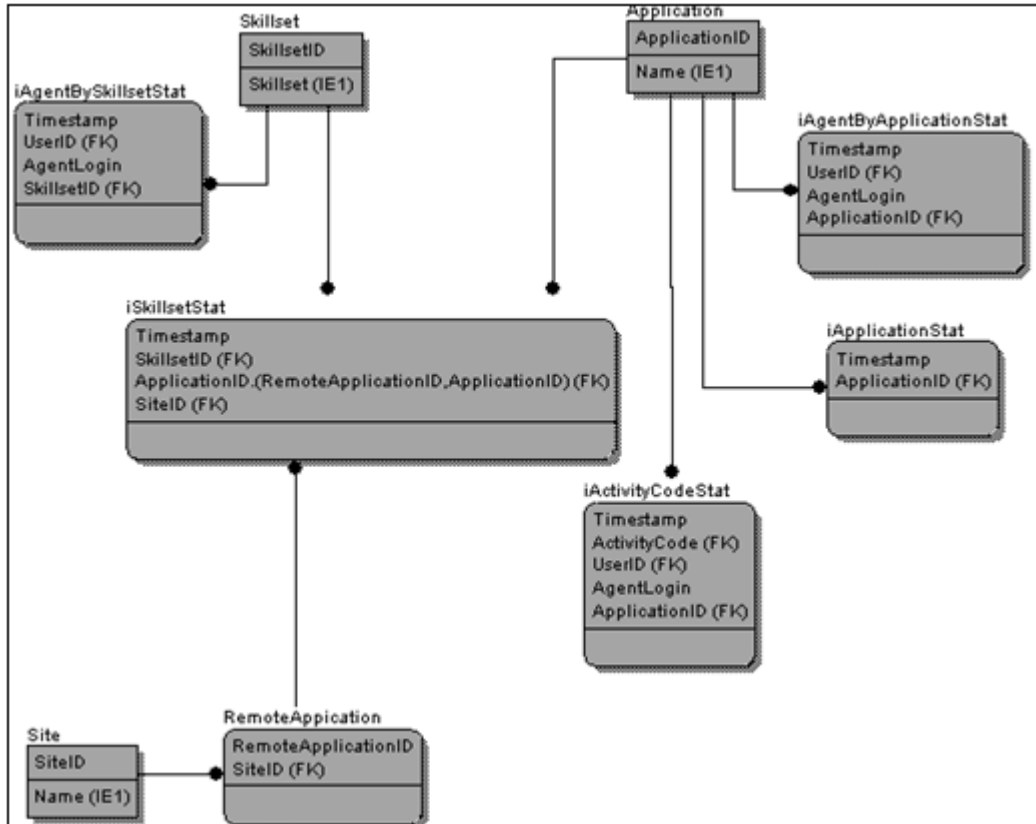 Skillset
SkillsetID
Skillset (IE1)
Application
ApplicationID
Name (IE1)
iAgentBySkillsetStat
Timestamp
UserID (FK)
AgentLogin
SkillsetID (FK)
iAgentByApplicationStat
Timestamp
UserID (FK)
AgentLogin
ApplicationID (FK)
iSkillsetStat
Timestamp
SkillsetID (FK)
ApplicationID.(RemoteApplicationID,ApplicationID) (FK)
SiteID (FK)
iApplicationStat
Timestamp
ApplicationID (FK)
iActivityCodeStat
Timestamp
ActivityCode (FK)
UserID (FK)
AgentLogin
ApplicationID (FK)
Site
SiteID
Name (IE1)
RemoteAppication
RemoteApplicationID
SiteID (FK)